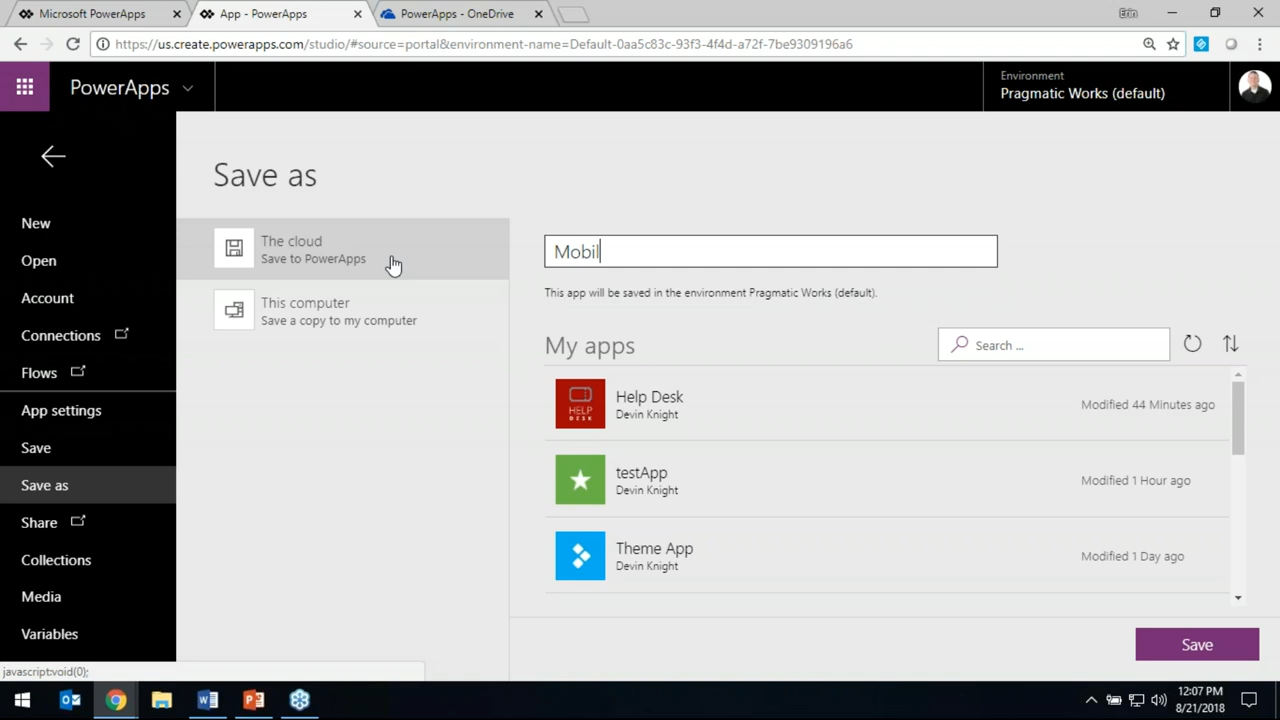 Microsoft PowerApps
App - PowerApps
PowerApps - OneDrive
Erin
https://us.create.powerapps.com/studio/#source=portal&environment-name=Default-0aa5c83c-93f3-4f4d-a72f-7be9309196a6
PowerApps
Environment
Pragmatic Works (default)
New
Open
Account
Connections
Flows
App settings
Save
Save as
Share
Collections
Media
Variables
javascript:void(0);
Save as
The cloud
Save to PowerApps
This computer
Save a copy to my computer
Mobil
This app will be saved in the environment Pragmatic Works (default).
My apps
Search ...
HELP
DESK
Help Desk
Devin Knight
Modified 44 Minutes ago
testApp
Devin Knight
Modified 1 Hour ago
Theme App
Devin Knight
Modified 1 Day ago
Save
12:07 PM
8/21/2018